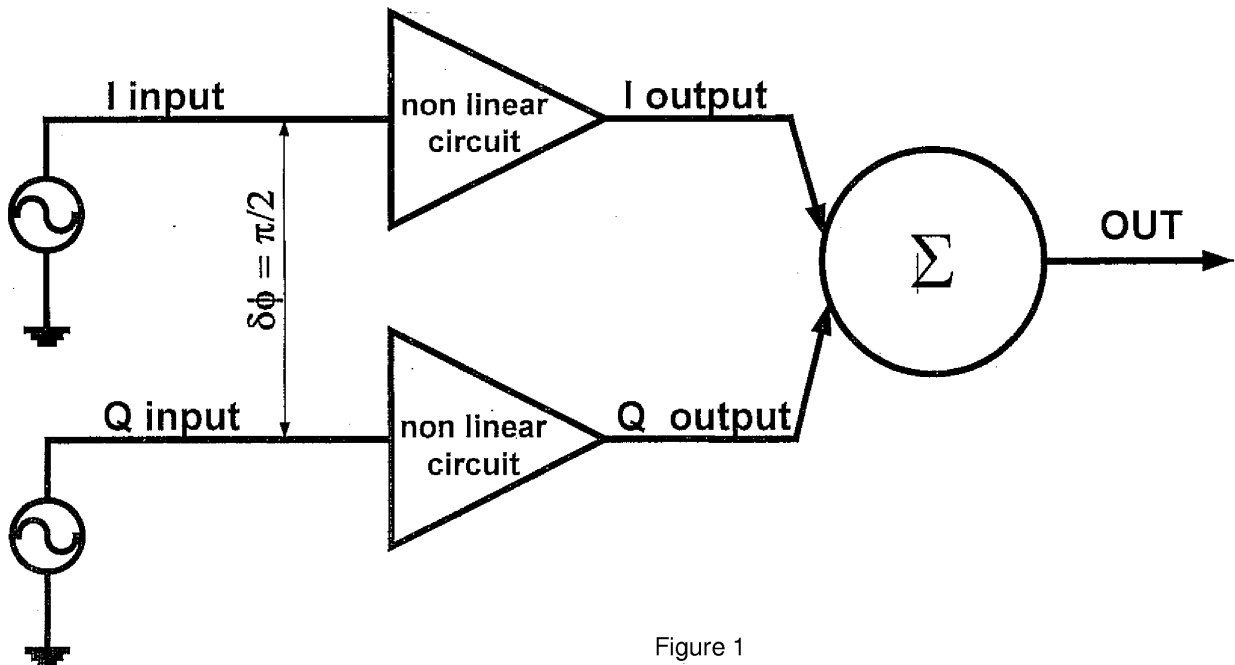 I input
non linear
circuit
I output
δϕ = π/2
Σ
OUT
Q input
non linear
circuit
Q output
Figure 1